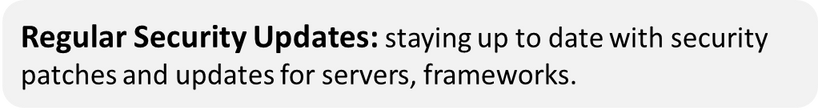 Regular Security Updates: staying up to date with security
patches and updates for servers, frameworks.